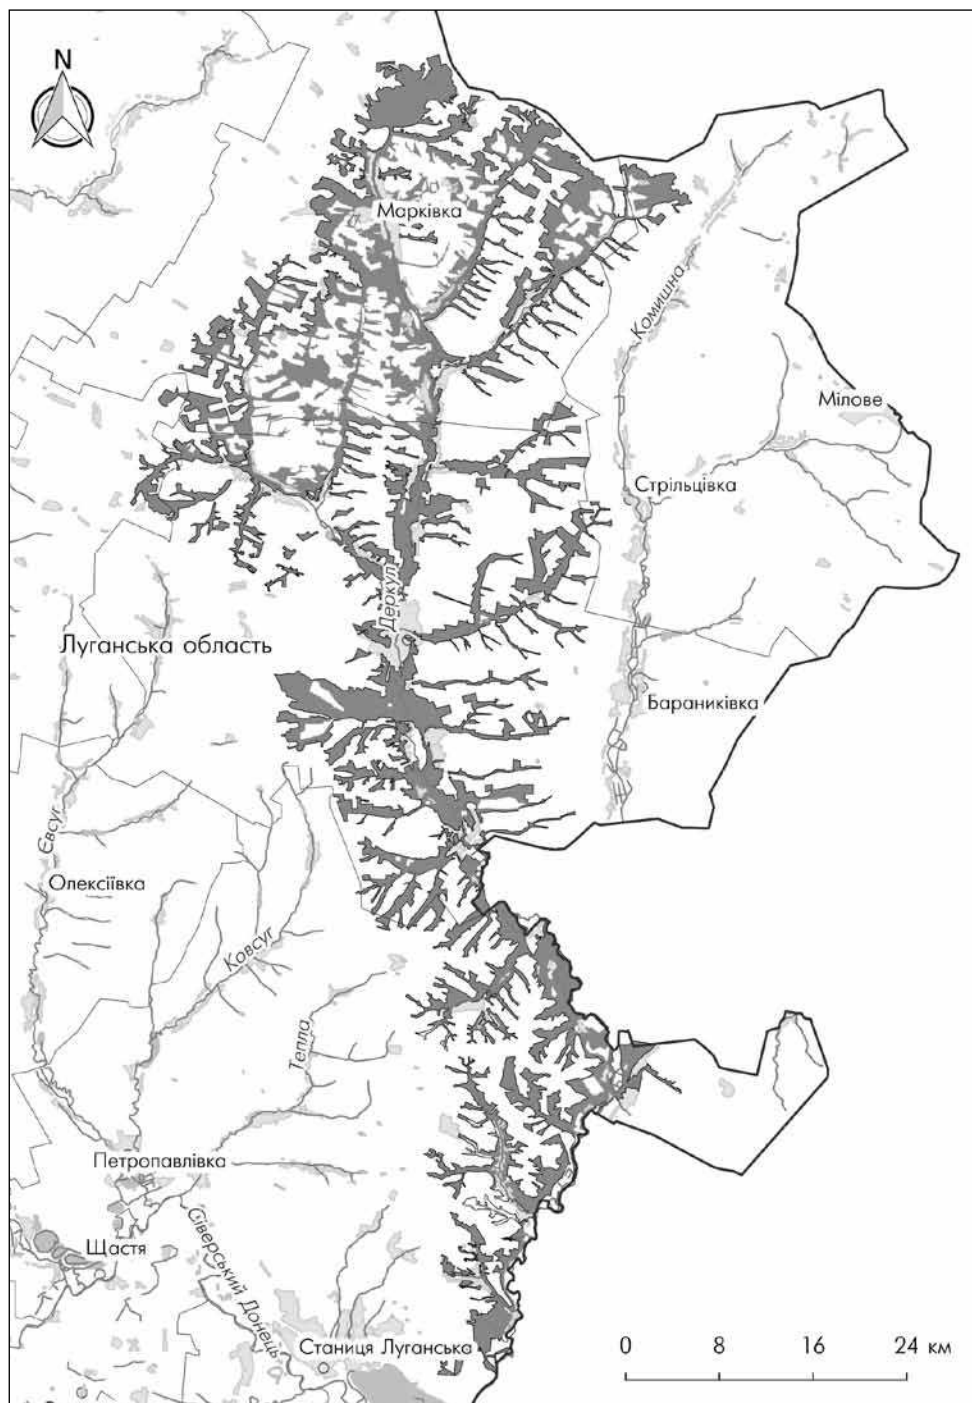 N
Марківка
Комишна
Мілове
Стрільцівка
Деркул
Луганська область
Бараниківка
Євсуг
Олексіївка
Ковсуг
Тепла
Петропавлівка
Сіверський Донець
Щастя
Станиця Луганська
0 8 16 24 км